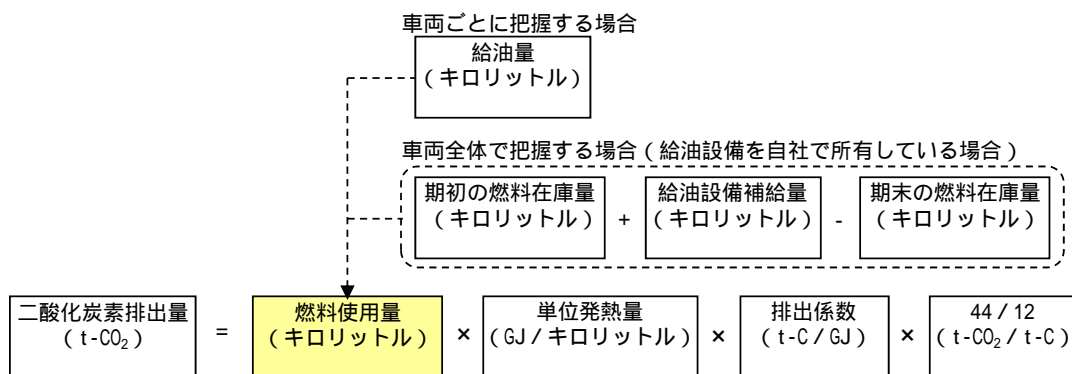 車両ごとに把握する場合
給油量
(キロリットル)
車両全体で把握する場合(給油設備を自社で所有している場合)
期初の燃料在庫量 給油設備補給量 期末の燃料在庫量
(キロリットル) + (キロリットル) - (キロリットル)
二酸化炭素排出量 燃料使用量 単位発熱量 排出係数 44/12
(t-CO₂) = (キロリットル) × (GJ/キロリットル) × (t-C/GJ) × (t-CO₂/t-C)